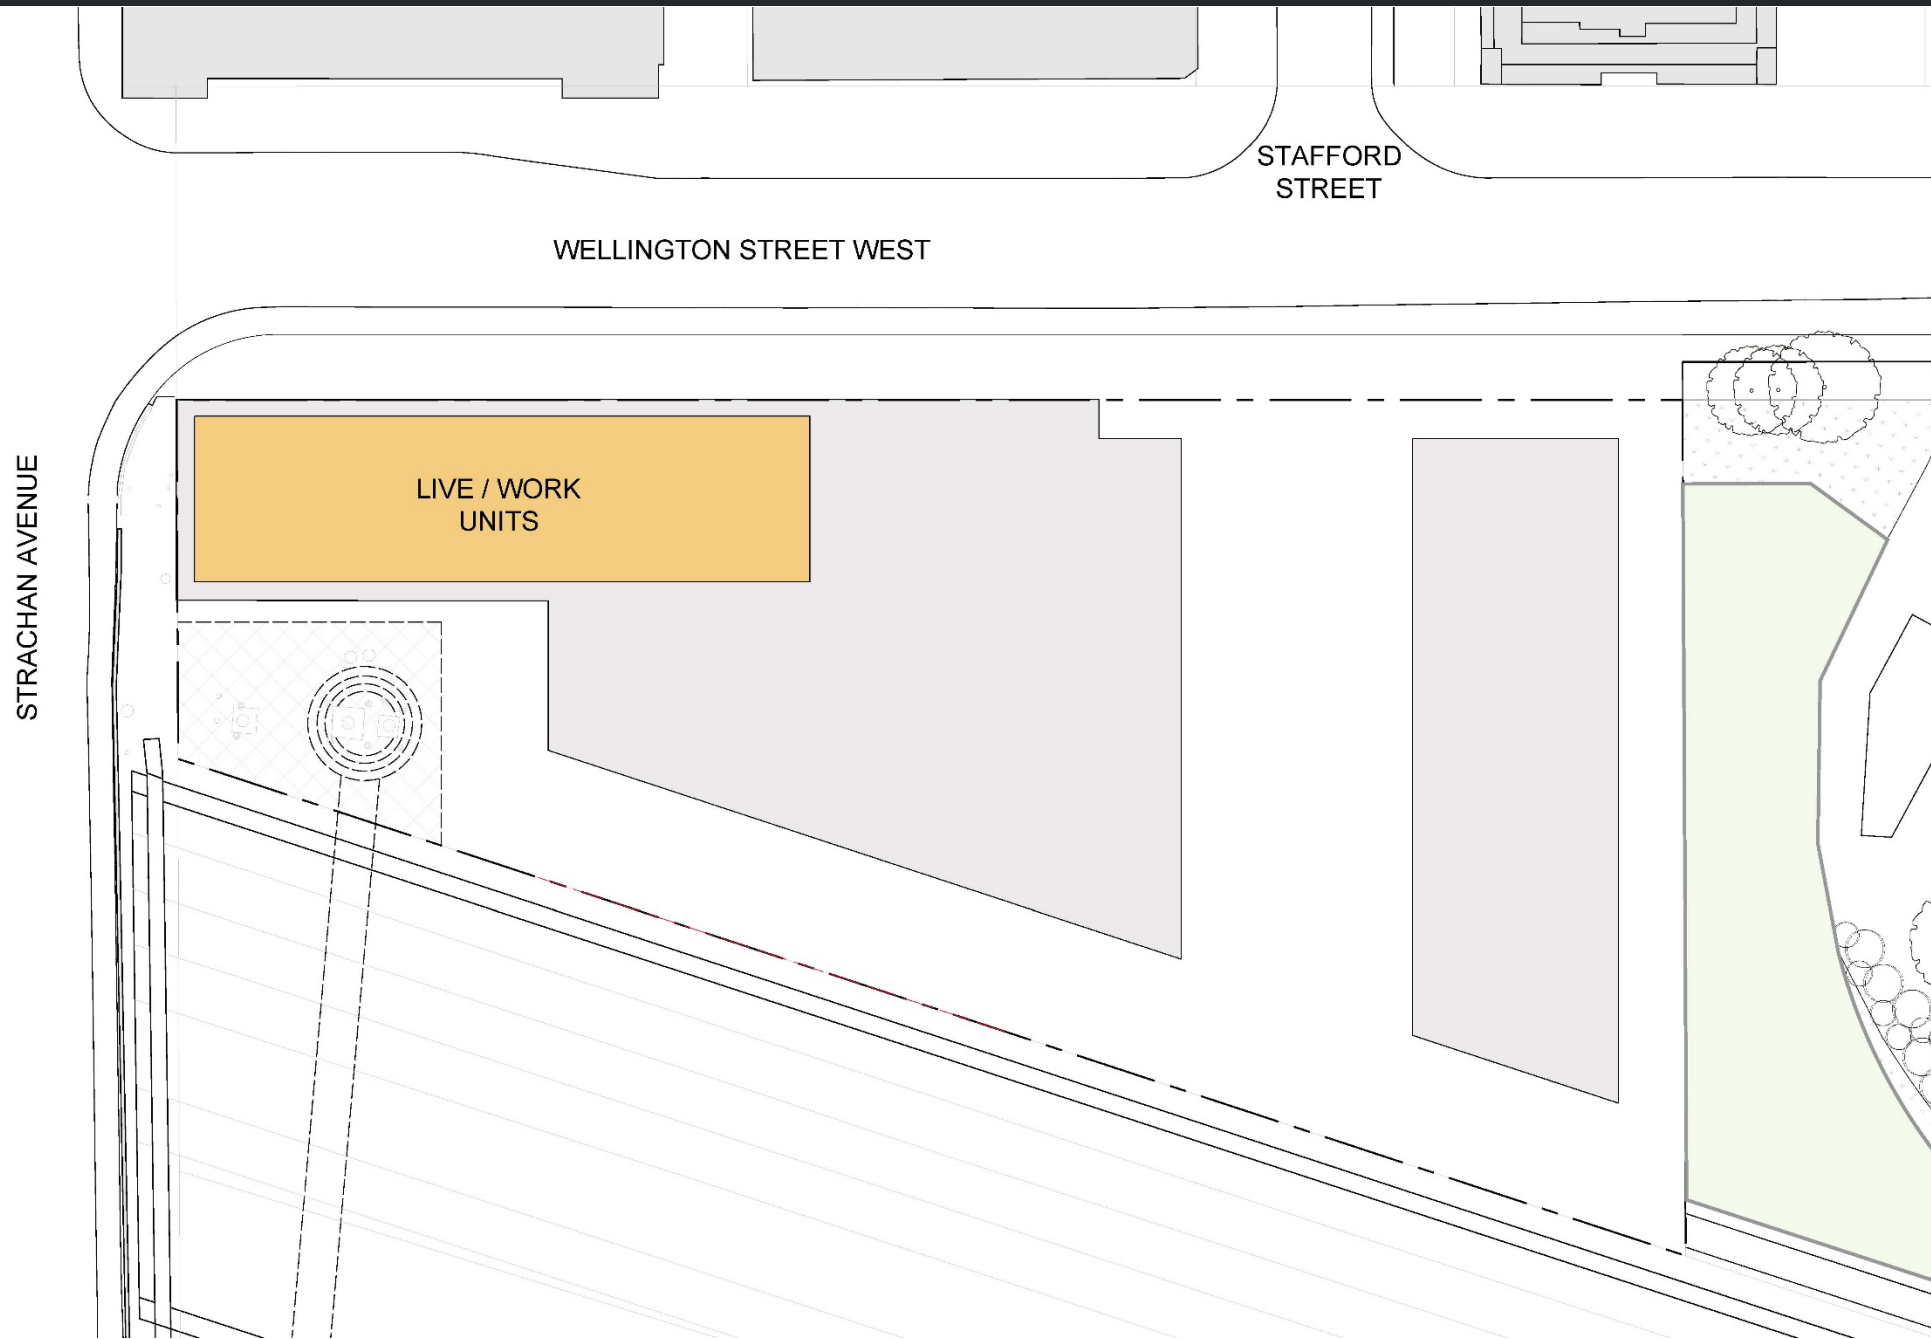 STAFFORD
STREET
WELLINGTON STREET WEST
LIVE / WORK
UNITS
STRACHAN AVENUE